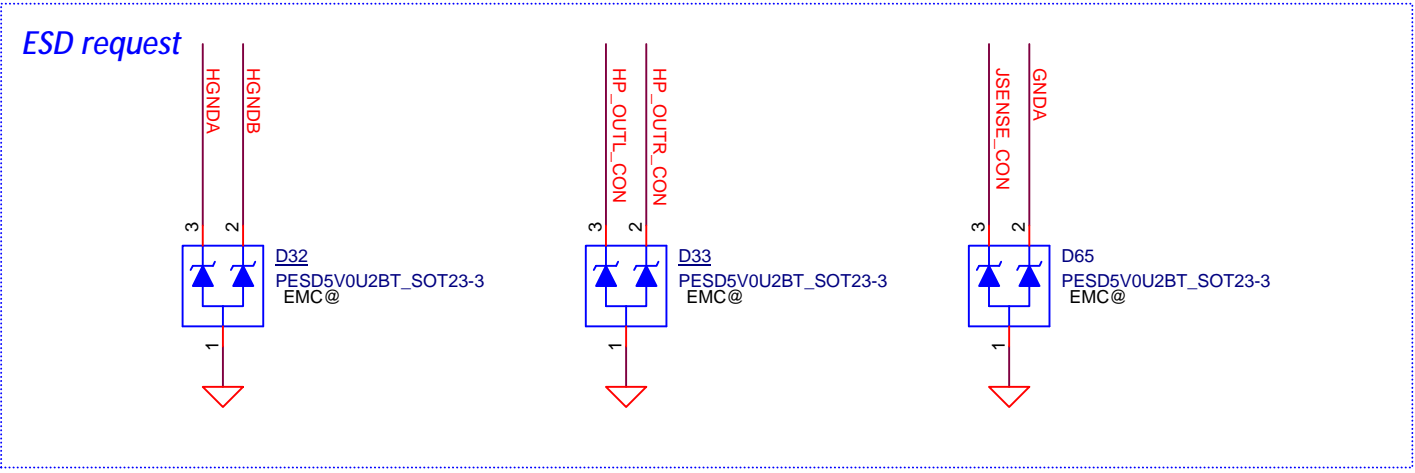 ESD request
HGNDA
HGNDB
HP_OUTL_CON
HP_OUTR_CON
JSENSE_CON
GNDA
3
2
D32
PESD5V0U2BT_SOT23-3
EMC@
1
3
2
D33
PESD5V0U2BT_SOT23-3
EMC@
1
3
2
D65
PESD5V0U2BT_SOT23-3
EMC@
1